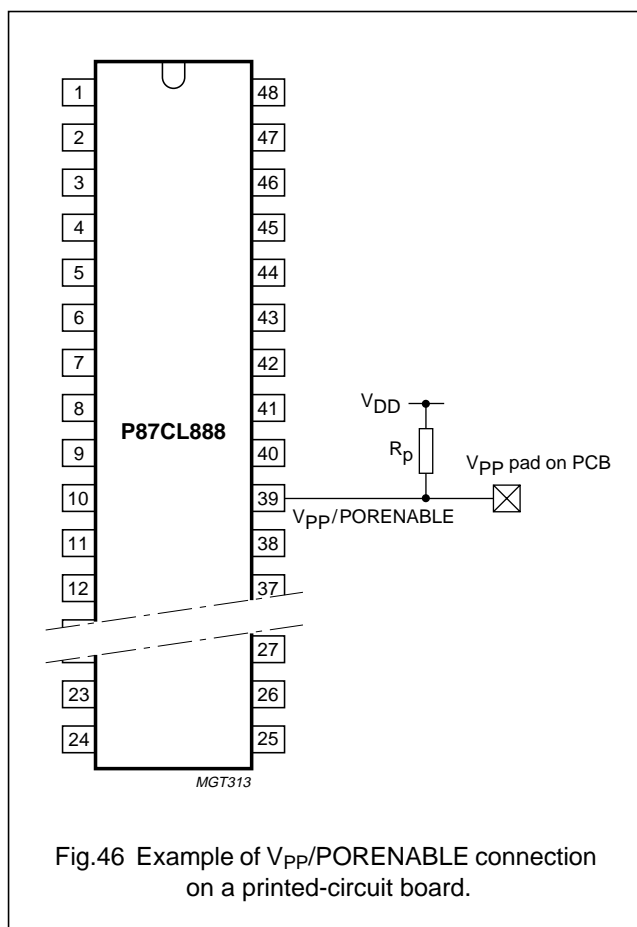 1 48
2 47
3 46
4 45
5 44
6 43
7 42
8 41
VDD
P87CL888
9 40
Rp
VPP pad on PCB
10 39
VPP/PORENABLE
11 38
12 37
27
23 26
24 25
MGT313
Fig.46 Example of VPP/PORENABLE connection
on a printed-circuit board.